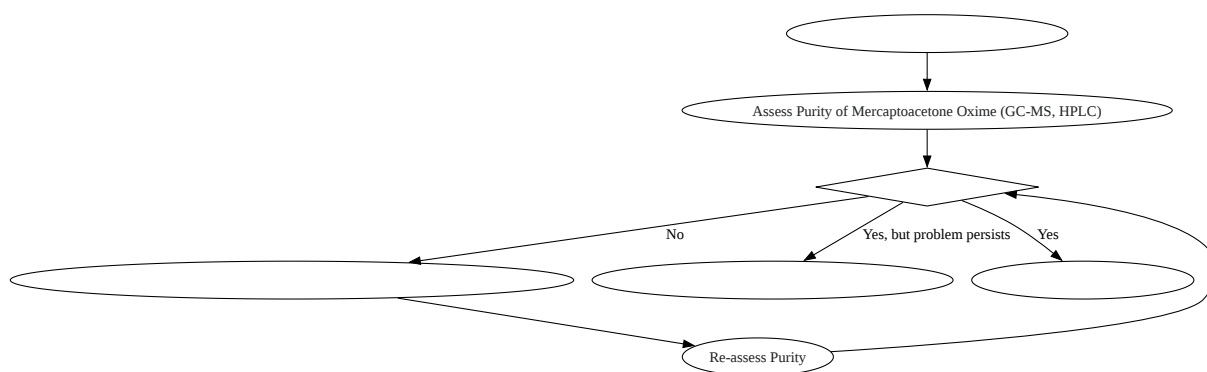 Assess Purity of Mercaptoacetone Oxime (GC-MS, HPLC)
No
Yes, but problem persists
Yes
Re-assess Purity